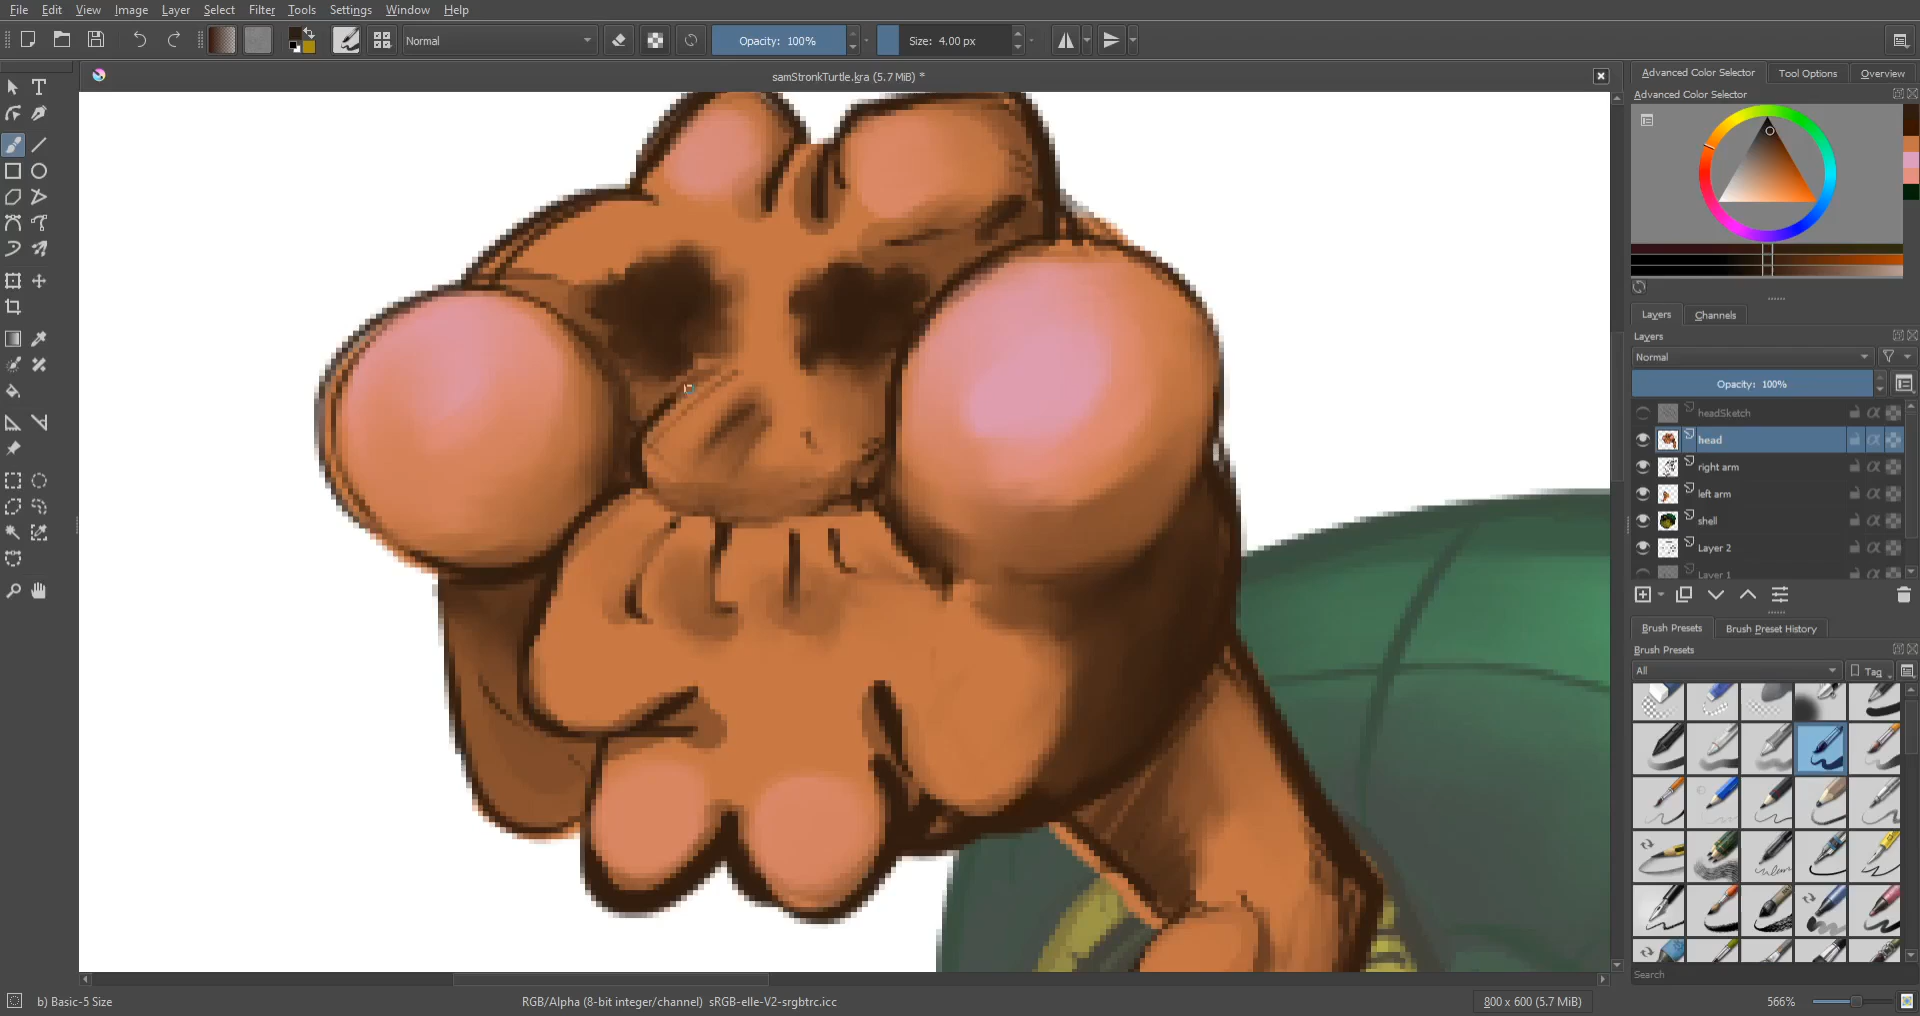 File Edit View Image Layer Select Filter Tools Settings Window Help
Normal Opacity: 100% Size: 4.00 px
samStronkTurtle.kra (5.7 MiB) *
Advanced Color Selector Tool Options Overview
Advanced Color Selector
Layers Channels
Layers
Normal
Opacity: 100%
headSketch
head
right arm
left arm
shell
Layer 2
Layer 1
Brush Presets Brush Preset History
Brush Presets
All Tag
Search
b) Basic-5 Size RGB/Alpha (8-bit integer/channel) sRGB-elle-V2-srgbtrc.icc 800 x 600 (5.7 MiB) 566%